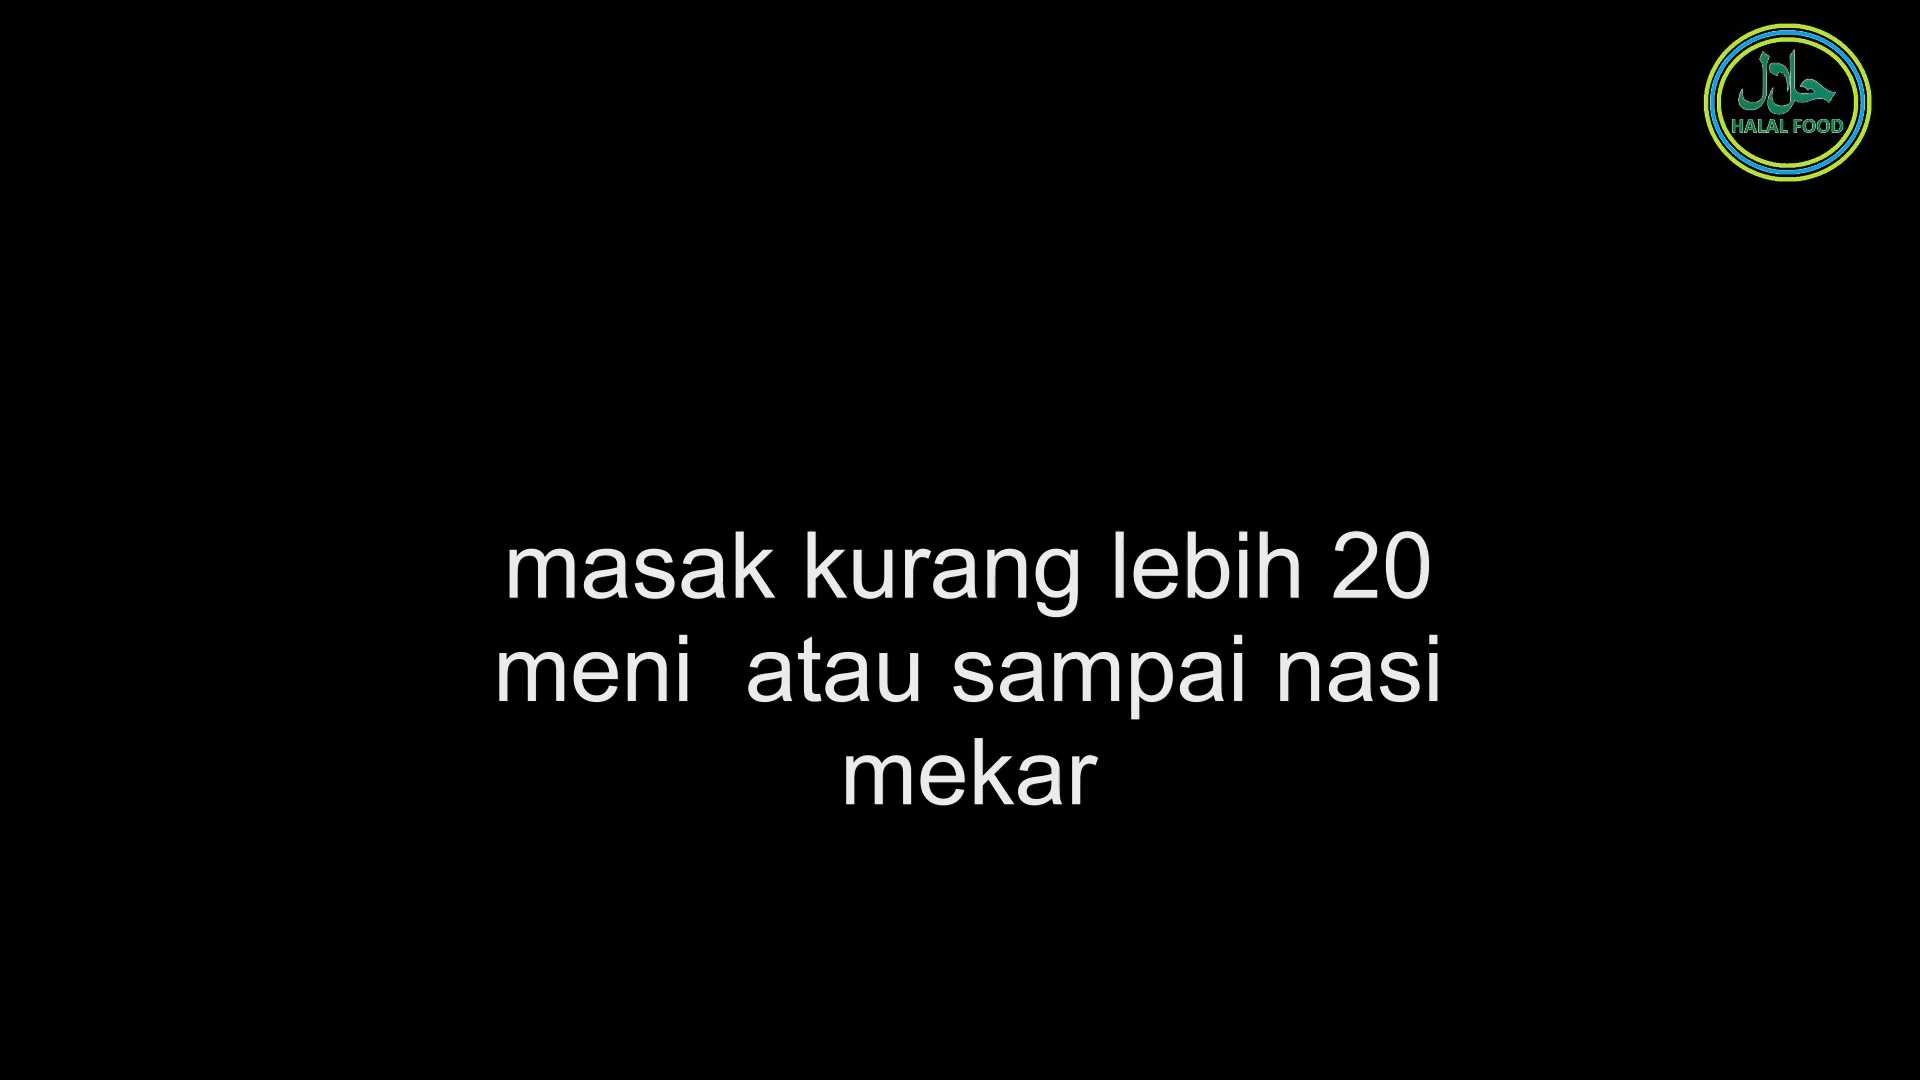 حلال
HALAL FOOD
masak kurang lebih 20
meni  atau sampai nasi
mekar